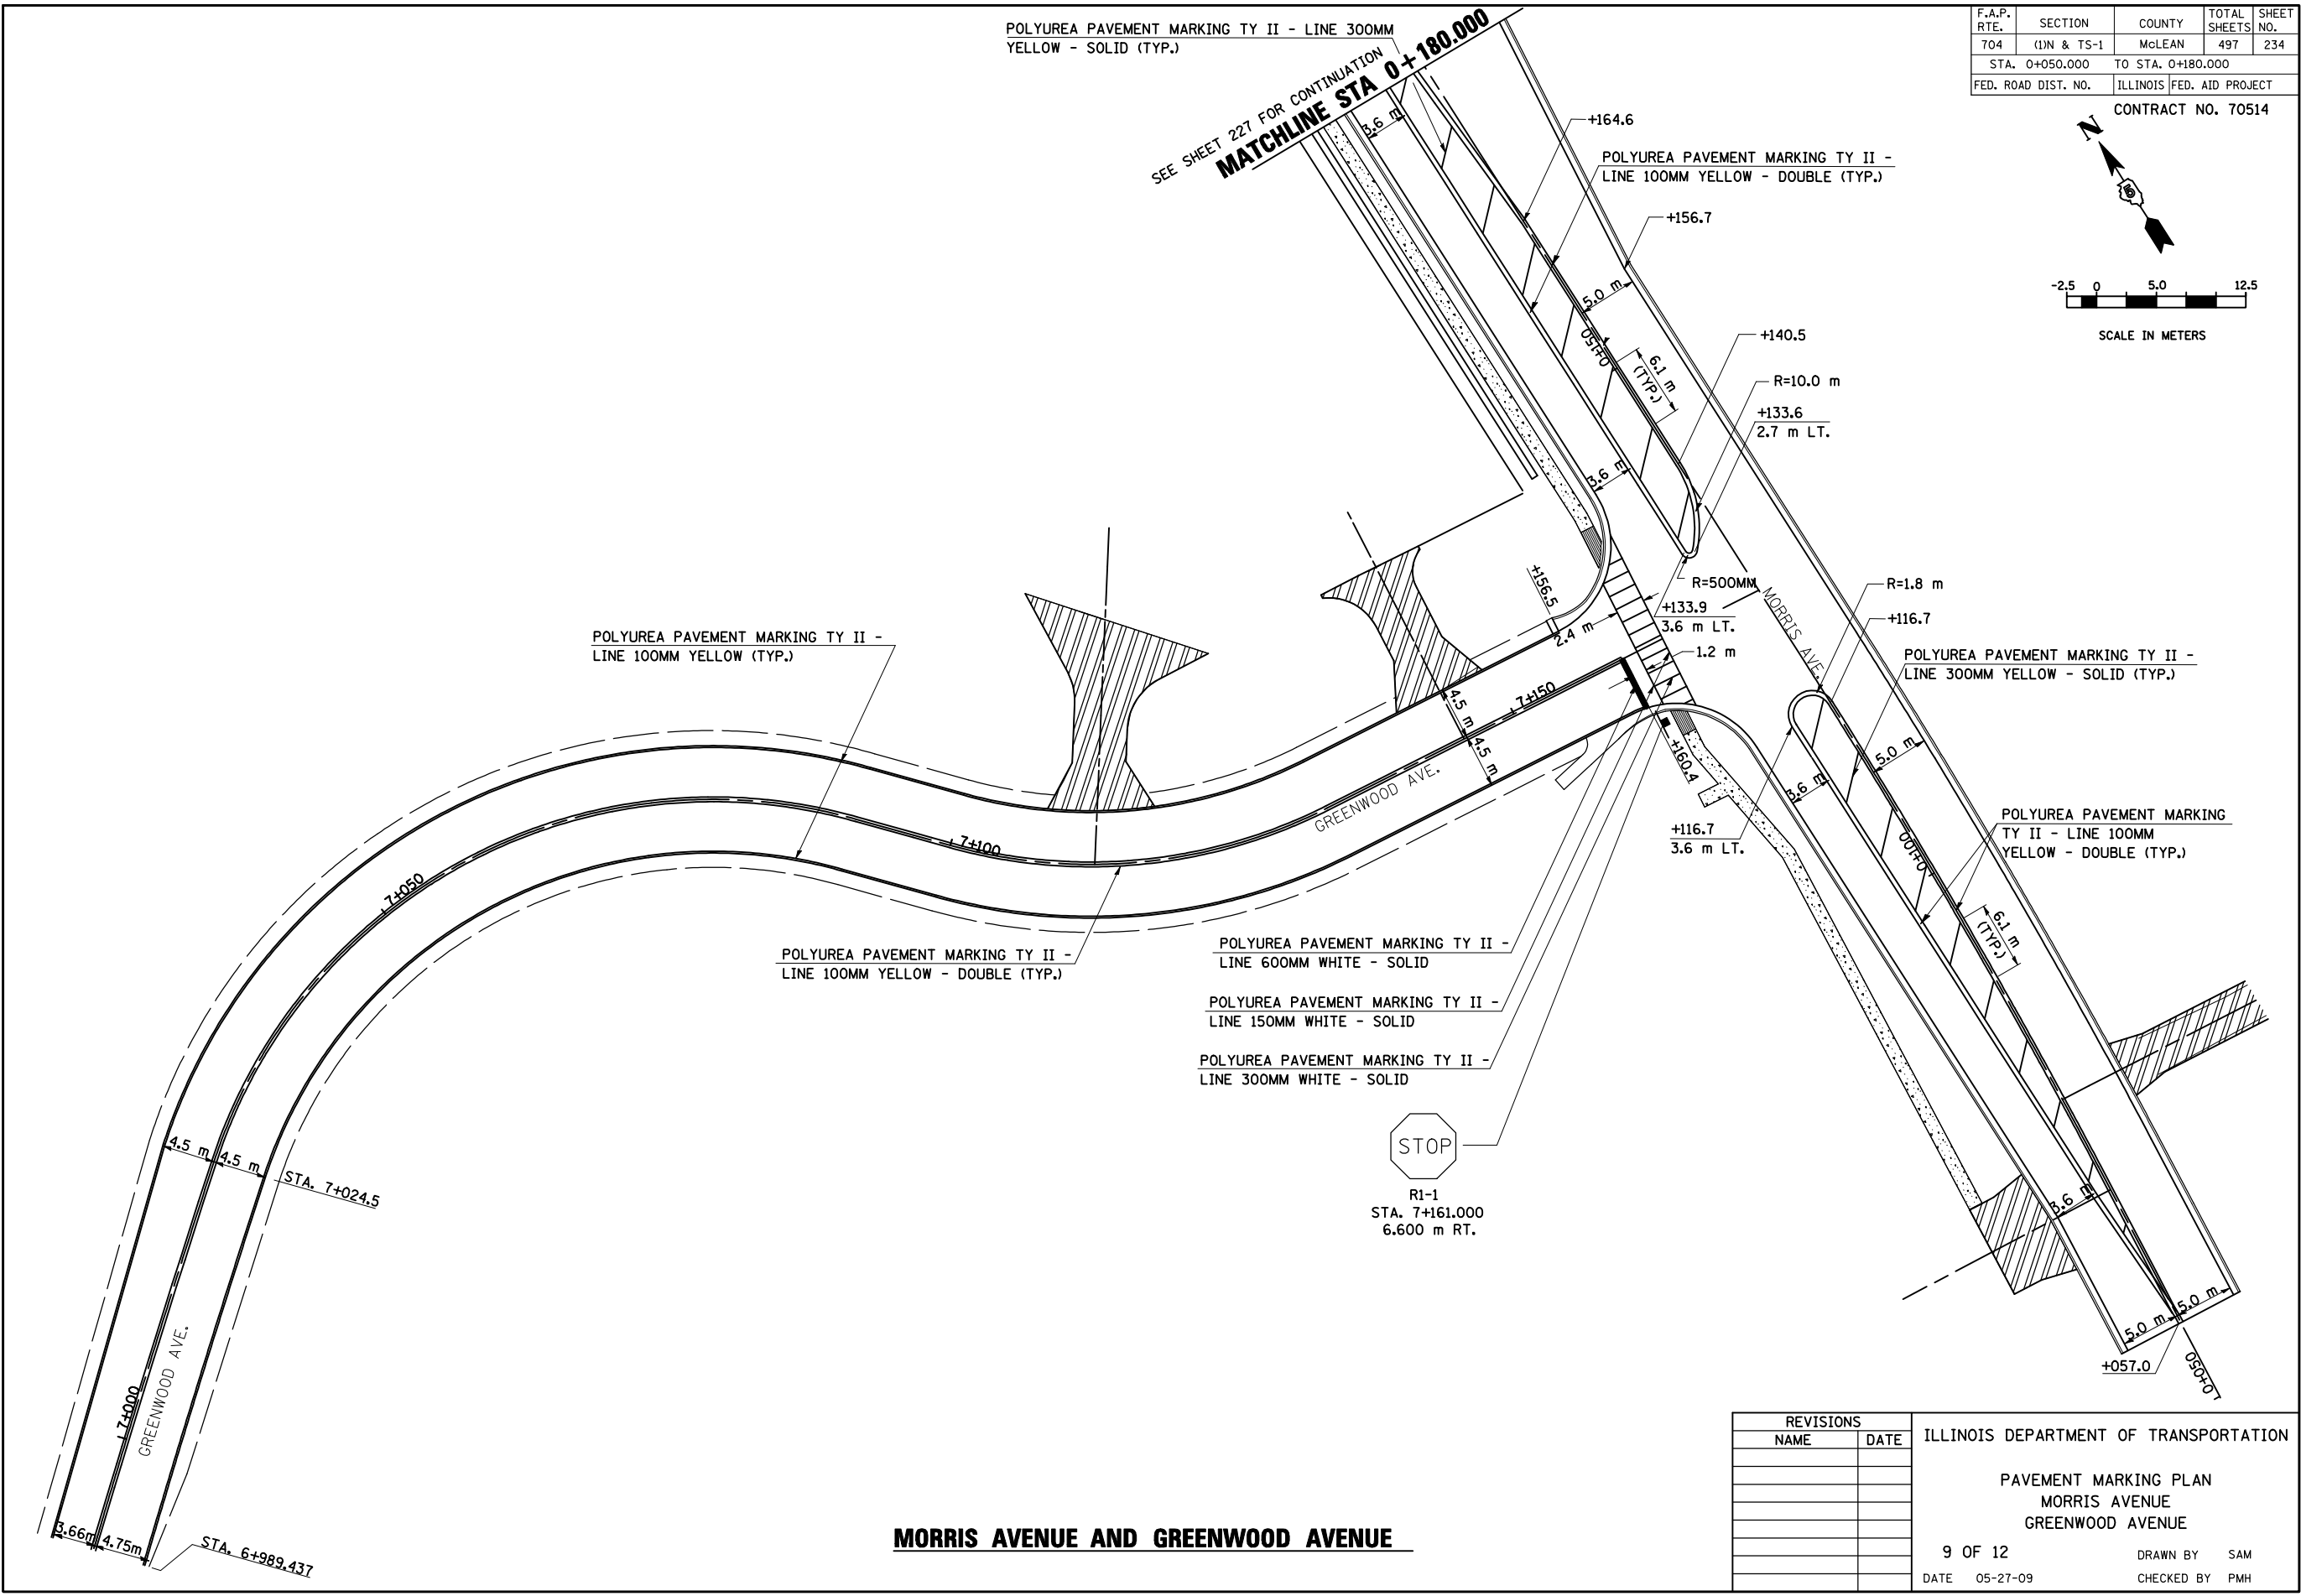 POLYUREA PAVEMENT MARKING TY II - LINE 300MM
YELLOW - SOLID (TYP.)
SEE SHEET 227 FOR CONTINUATION
MATCHLINE STA 0+180.000
F.A.P. RTE. SECTION COUNTY TOTAL SHEETS SHEET NO.
704 (1)N & TS-1 McLEAN 497 234
STA. 0+050.000 TO STA. 0+180.000
FED. ROAD DIST. NO. ILLINOIS FED. AID PROJECT
CONTRACT NO. 70514
N
5
-2.5 0 5.0 12.5
SCALE IN METERS
3.6 m
+164.6
POLYUREA PAVEMENT MARKING TY II -
LINE 100MM YELLOW - DOUBLE (TYP.)
+156.7
5.0 m
0+150
+140.5
6.1 m
(TYP.)
R=10.0 m
+133.6
2.7 m LT.
3.6 m
R=500MM
+156.5
+133.9
3.6 m LT.
2.4 m
1.2 m
MORRIS AVE.
R=1.8 m
+116.7
POLYUREA PAVEMENT MARKING TY II -
LINE 300MM YELLOW - SOLID (TYP.)
POLYUREA PAVEMENT MARKING TY II -
LINE 100MM YELLOW (TYP.)
4.5 m
4.5 m
7+150
GREENWOOD AVE.
+160.4
5.0 m
3.6 m
+116.7
3.6 m LT.
POLYUREA PAVEMENT MARKING
TY II - LINE 100MM
YELLOW - DOUBLE (TYP.)
0+100
6.1 m
(TYP.)
7+100
7+050
POLYUREA PAVEMENT MARKING TY II -
LINE 100MM YELLOW - DOUBLE (TYP.)
POLYUREA PAVEMENT MARKING TY II -
LINE 600MM WHITE - SOLID
POLYUREA PAVEMENT MARKING TY II -
LINE 150MM WHITE - SOLID
POLYUREA PAVEMENT MARKING TY II -
LINE 300MM WHITE - SOLID
STOP
R1-1
STA. 7+161.000
6.600 m RT.
4.5 m
4.5 m
STA. 7+024.5
3.6 m
5.0 m
5.0 m
+057.0
0+050
GREENWOOD AVE.
7+000
3.66m
4.75m
STA. 6+989.437
MORRIS AVENUE AND GREENWOOD AVENUE
REVISIONS
NAME DATE
ILLINOIS DEPARTMENT OF TRANSPORTATION
PAVEMENT MARKING PLAN
MORRIS AVENUE
GREENWOOD AVENUE
9 OF 12
DRAWN BY SAM
DATE 05-27-09
CHECKED BY PMH